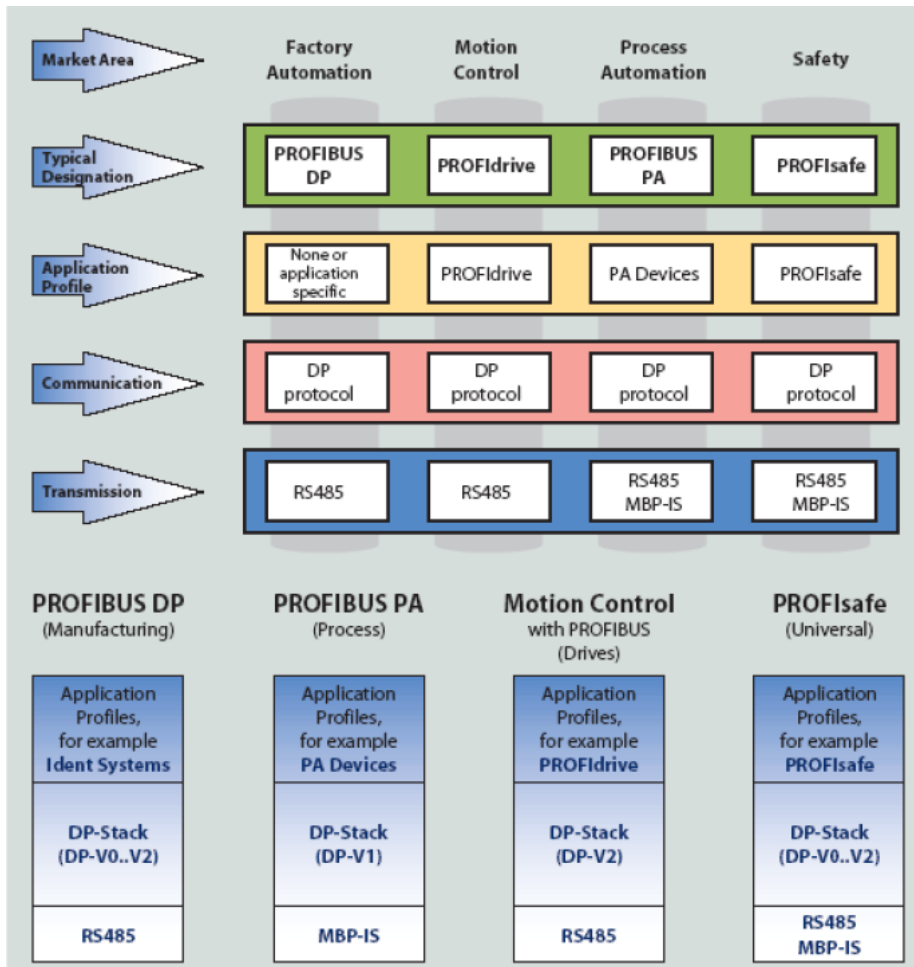 Market Area
Factory
Automation
Motion
Control
Process
Automation
Safety
Typical
Designation
PROFIBUS
DP
PROFIdrive
PROFIBUS
PA
PROFIsafe
Application
Profile
None or
application
specific
PROFIdrive
PA Devices
PROFIsafe
Communication
DP
protocol
DP
protocol
DP
protocol
DP
protocol
Transmission
RS485
RS485
RS485
MBP-IS
RS485
MBP-IS
PROFIBUS DP
(Manufacturing)
PROFIBUS PA
(Process)
Motion Control
with PROFIBUS
(Drives)
PROFIsafe
(Universal)
Application
Profiles,
for example
Ident Systems
Application
Profiles,
for example
PA Devices
Application
Profiles,
for example
PROFIdrive
Application
Profiles,
for example
PROFIsafe
DP-Stack
(DP-V0..V2)
DP-Stack
(DP-V1)
DP-Stack
(DP-V2)
DP-Stack
(DP-V0..V2)
RS485
MBP-IS
RS485
RS485
MBP-IS